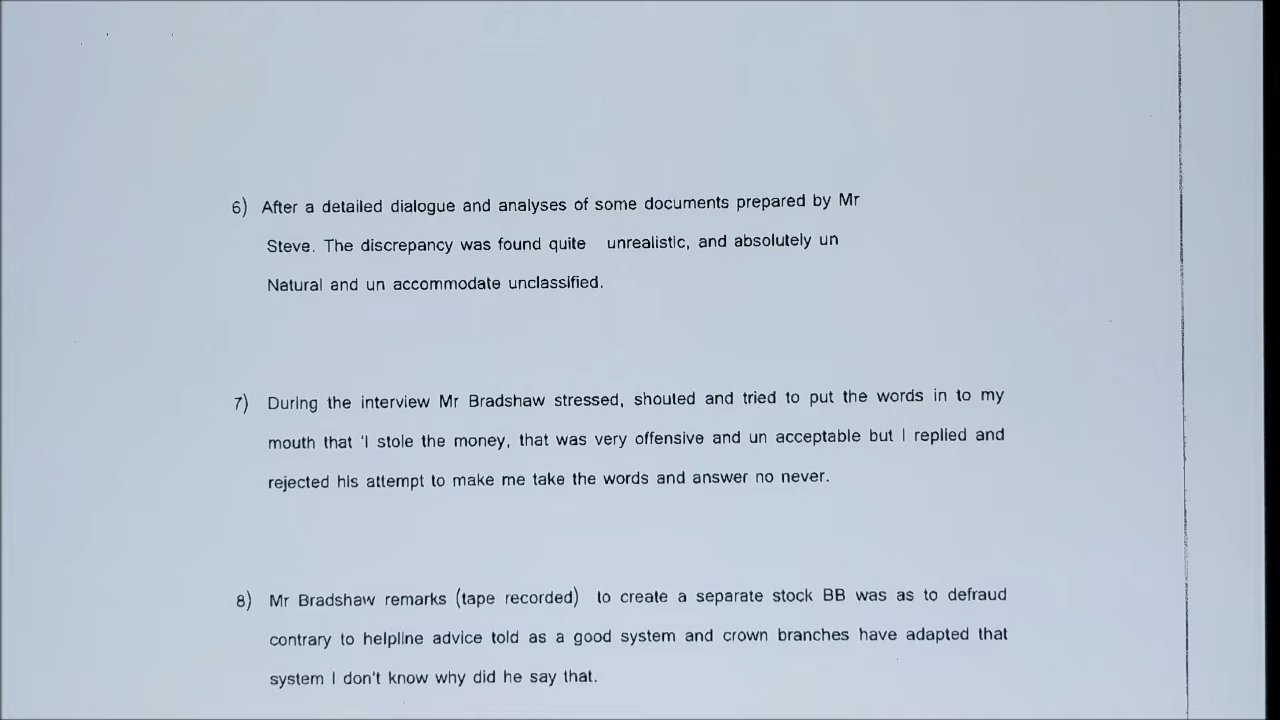 6) After a detailed dialogue and analyses of some documents prepared by Mr
Steve. The discrepancy was found quite unrealistic, and absolutely un
Natural and un accommodate unclassified.
7) During the interview Mr Bradshaw stressed, shouted and tried to put the words in to my
mouth that 'I stole the money, that was very offensive and un acceptable but I replied and
rejected his attempt to make me take the words and answer no never.
8) Mr Bradshaw remarks (tape recorded) to create a separate stock BB was as to defraud
contrary to helpline advice told as a good system and crown branches have adapted that
system I don't know why did he say that.